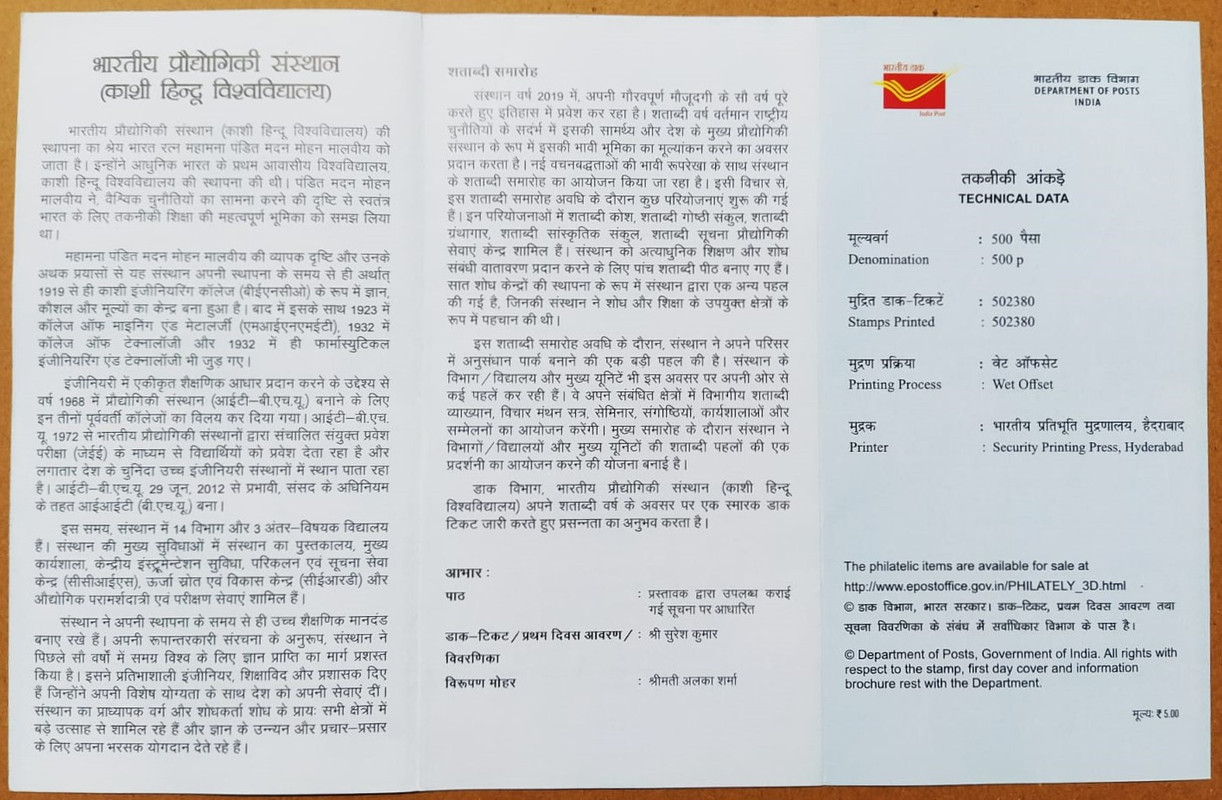 भारतीय प्रौद्योगिकी संस्थान
(काशी हिन्दू विश्वविद्यालय)
भारतीय प्रौद्योगिकी संस्थान (काशी हिन्दू विश्वविद्यालय) की
स्थापना का श्रेय भारत रत्न महामना पंडित मदन मोहन मालवीय को
जाता है। इन्होंने आधुनिक भारत के प्रथम आवासीय विश्वविद्यालय,
काशी हिन्दू विश्वविद्यालय की स्थापना की थी। पंडित मदन मोहन
मालवीय ने, वैश्विक चुनौतियों का सामना करने की दृष्टि से स्वतंत्र
भारत के लिए तकनीकी शिक्षा की महत्वपूर्ण भूमिका को समझ लिया
था।
महामना पंडित मदन मोहन मालवीय की व्यापक दृष्टि और उनके
अथक प्रयासों से यह संस्थान अपनी स्थापना के समय से ही अर्थात्
1919 से ही काशी इंजीनियरिंग कॉलेज (बीईएनसीओ) के रूप में ज्ञान,
कौशल और मूल्यों का केन्द्र बना हुआ है। बाद में इसके साथ 1923 में
कॉलेज ऑफ माइनिंग एंड मेटालर्जी (एमआईएनएमईटी), 1932 में
कॉलेज ऑफ टेक्नालॉजी और 1932 में ही फार्मास्युटिकल
इंजीनियरिंग एंड टेक्नालॉजी भी जुड़ गए।
इंजीनियरी में एकीकृत शैक्षणिक आधार प्रदान करने के उद्देश्य से
वर्ष 1968 में प्रौद्योगिकी संस्थान (आईटी–बी.एच.यू.) बनाने के लिए
इन तीनों पूर्ववर्ती कॉलेजों का विलय कर दिया गया। आईटी–बी.एच.
यू. 1972 से भारतीय प्रौद्योगिकी संस्थानों द्वारा संचालित संयुक्त प्रवेश
परीक्षा (जेईई) के माध्यम से विद्यार्थियों को प्रवेश देता रहा है और
लगातार देश के चुनिंदा उच्च इंजीनियरी संस्थानों में स्थान पाता रहा
है। आईटी–बी.एच.यू. 29 जून, 2012 से प्रभावी, संसद के अधिनियम
के तहत आईआईटी (बी.एच.यू.) बना।
इस समय, संस्थान में 14 विभाग और 3 अंतर–विषयक विद्यालय
हैं। संस्थान की मुख्य सुविधाओं में संस्थान का पुस्तकालय, मुख्य
कार्यशाला, केन्द्रीय इंस्ट्रूमेन्टेशन सुविधा, परिकलन एवं सूचना सेवा
केन्द्र (सीसीआईएस), ऊर्जा स्रोत एवं विकास केन्द्र (सीईआरडी) और
औद्योगिक परामर्शदात्री एवं परीक्षण सेवाएं शामिल हैं।
संस्थान ने अपनी स्थापना के समय से ही उच्च शैक्षणिक मानदंड
बनाए रखे हैं। अपनी रूपान्तरकारी संरचना के अनुरूप, संस्थान ने
पिछले सौ वर्षों में समग्र विश्व के लिए ज्ञान प्राप्ति का मार्ग प्रशस्त
किया है। इसने प्रतिभाशाली इंजीनियर, शिक्षाविद और प्रशासक दिए
हैं जिन्होंने अपनी विशेष योग्यता के साथ देश को अपनी सेवाएं दीं।
संस्थान का प्राध्यापक वर्ग और शोधकर्ता शोध के प्रायः सभी क्षेत्रों में
बड़े उत्साह से शामिल रहे हैं और ज्ञान के उन्नयन और प्रचार–प्रसार
के लिए अपना भरसक योगदान देते रहे हैं।
शताब्दी समारोह
संस्थान वर्ष 2019 में, अपनी गौरवपूर्ण मौजूदगी के सौ वर्ष पूरे
करते हुए इतिहास में प्रवेश कर रहा है। शताब्दी वर्ष वर्तमान राष्ट्रीय
चुनौतियों के सदंर्भ में इसकी सामर्थ्य और देश के मुख्य प्रौद्योगिकी
संस्थान के रूप में इसकी भावी भूमिका का मूल्यांकन करने का अवसर
प्रदान करता है। नई वचनबद्धताओं की भावी रूपरेखा के साथ संस्थान
के शताब्दी समारोह का आयोजन किया जा रहा है। इसी विचार से,
इस शताब्दी समारोह अवधि के दौरान कुछ परियोजनाएं शुरू की गई
है। इन परियोजनाओं में शताब्दी कोश, शताब्दी गोष्ठी संकुल, शताब्दी
ग्रंथागार, शताब्दी सांस्कृतिक संकुल, शताब्दी सूचना प्रौद्योगिकी
सेवाएं केन्द्र शामिल हैं। संस्थान को अत्याधुनिक शिक्षण और शोध
संबंधी वातावरण प्रदान करने के लिए पांच शताब्दी पीठ बनाए गए हैं।
सात शोध केन्द्रों की स्थापना के रूप में संस्थान द्वारा एक अन्य पहल
की गई है, जिनकी संस्थान ने शोध और शिक्षा के उपयुक्त क्षेत्रों के
रूप में पहचान की थी।
इस शताब्दी समारोह अवधि के दौरान, संस्थान ने अपने परिसर
में अनुसंधान पार्क बनाने की एक बड़ी पहल की है। संस्थान के
विभाग/विद्यालय और मुख्य यूनिटें भी इस अवसर पर अपनी ओर से
कई पहलें कर रही हैं। वे अपने संबंधित क्षेत्रों में विभागीय शताब्दी
व्याख्यान, विचार मंथन सत्र, सेमिनार, संगोष्ठियों, कार्यशालाओं और
सम्मेलनों का आयोजन करेंगी। मुख्य समारोह के दौरान संस्थान ने
विभागों/विद्यालयों और मुख्य यूनिटों की शताब्दी पहलों की एक
प्रदर्शनी का आयोजन करने की योजना बनाई है।
डाक विभाग, भारतीय प्रौद्योगिकी संस्थान (काशी हिन्दू
विश्वविद्यालय) अपने शताब्दी वर्ष के अवसर पर एक स्मारक डाक
टिकट जारी करते हुए प्रसन्नता का अनुभव करता है।
आभार :
पाठ : प्रस्तावक द्वारा उपलब्ध कराई
गई सूचना पर आधारित
डाक–टिकट/प्रथम दिवस आवरण/ : श्री सुरेश कुमार
विवरणिका
विरूपण मोहर : श्रीमती अलका शर्मा
भारतीय डाक
India Post
भारतीय डाक विभाग
DEPARTMENT OF POSTS
INDIA
तकनीकी आंकड़े
TECHNICAL DATA
मूल्यवर्ग : 500 पैसा
Denomination : 500 p
मुद्रित डाक–टिकटें : 502380
Stamps Printed : 502380
मुद्रण प्रक्रिया : वेट ऑफसेट
Printing Process : Wet Offset
मुद्रक : भारतीय प्रतिभूति मुद्रणालय, हैदराबाद
Printer : Security Printing Press, Hyderabad
The philatelic items are available for sale at
http://www.epostoffice.gov.in/PHILATELY_3D.html
© डाक विभाग, भारत सरकार। डाक–टिकट, प्रथम दिवस आवरण तथा
सूचना विवरणिका के संबंध में सर्वाधिकार विभाग के पास है।
© Department of Posts, Government of India. All rights with
respect to the stamp, first day cover and information
brochure rest with the Department.
मूल्यः ₹ 5.00